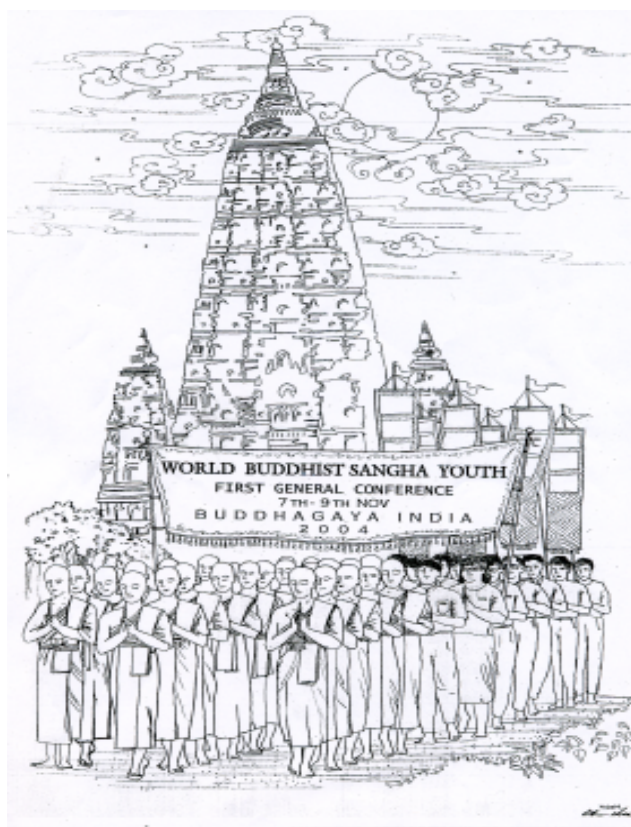 WORLD BUDDHIST SANGHA YOUTH
FIRST GENERAL CONFERENCE
7TH-9TH NOV
BUDDHAGAYA INDIA
2004